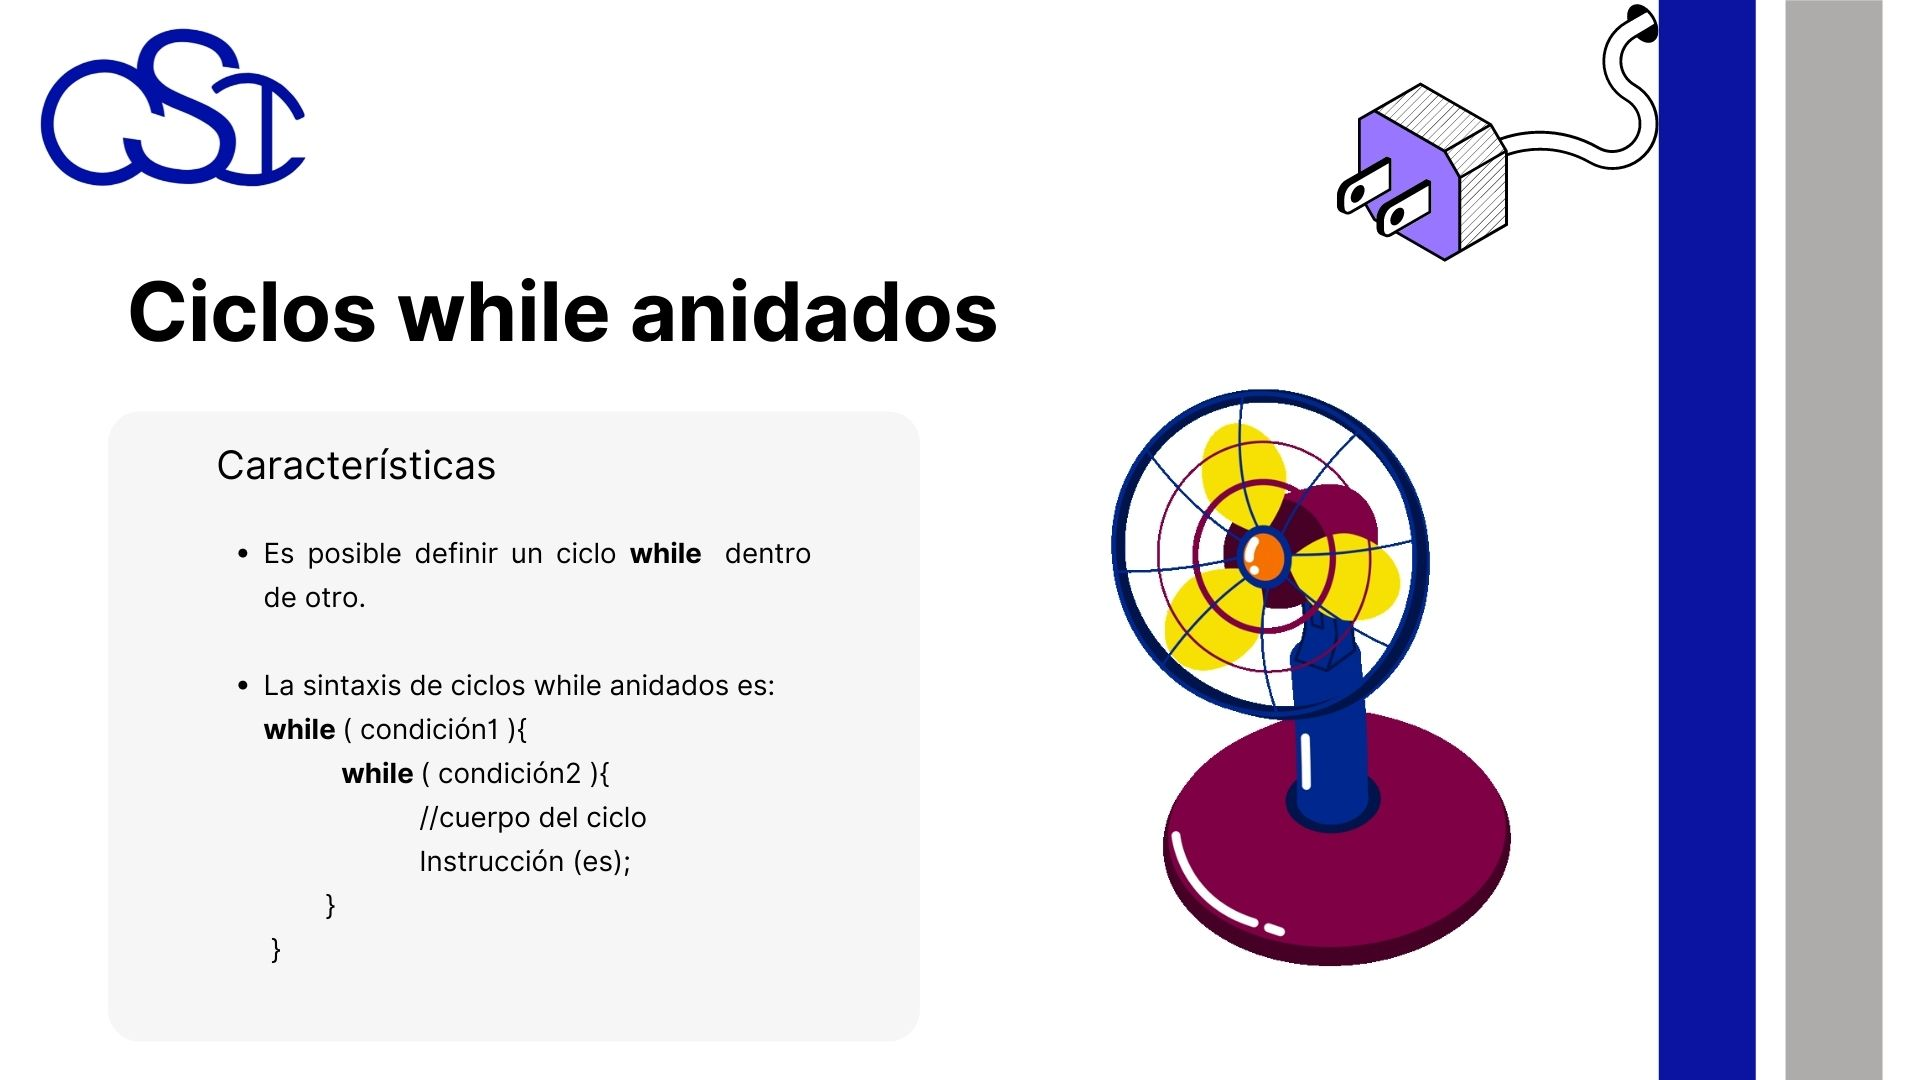 CSI
Ciclos while anidados
Características
• Es posible definir un ciclo while dentro
de otro.
• La sintaxis de ciclos while anidados es:
while ( condición1 ){
while ( condición2 ){
//cuerpo del ciclo
Instrucción (es);
}
}